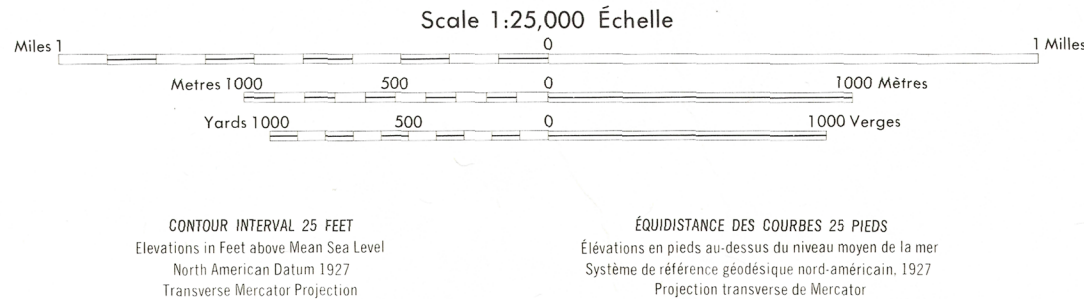 Scale 1:25,000 Échelle
Miles 1 0 1 Milles
Metres 1000 500 0 1000 Mètres
Yards 1000 500 0 1000 Verges
CONTOUR INTERVAL 25 FEET
Elevations in Feet above Mean Sea Level
North American Datum 1927
Transverse Mercator Projection
ÉQUIDISTANCE DES COURBES 25 PIEDS
Élévations en pieds au-dessus du niveau moyen de la mer
Système de référence géodésique nord-américain, 1927
Projection transverse de Mercator